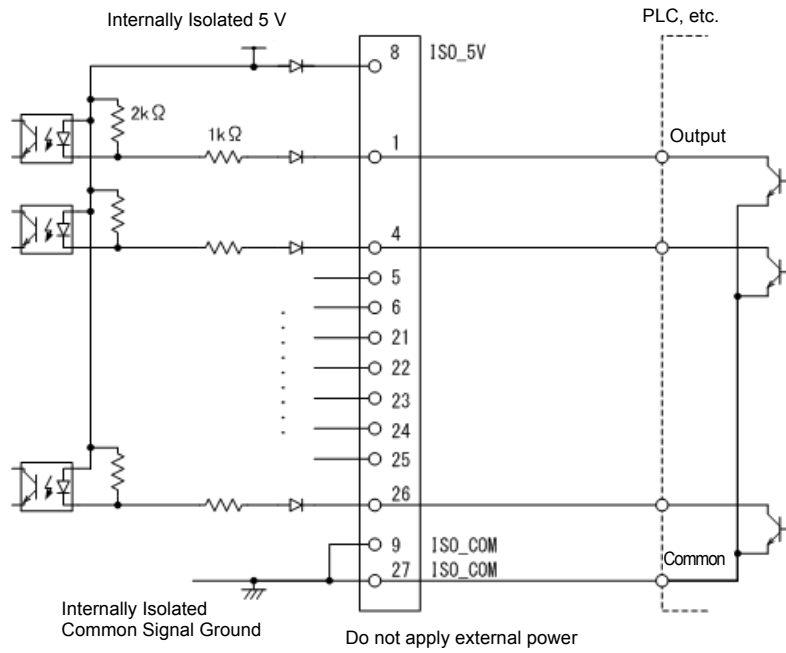 Internally Isolated 5 V
PLC, etc.
8 ISO_5V
2kΩ
1kΩ
1
Output
4
5
6
21
22
23
24
25
26
9 ISO_COM
27 ISO_COM
Common
Internally Isolated
Common Signal Ground
Do not apply external power